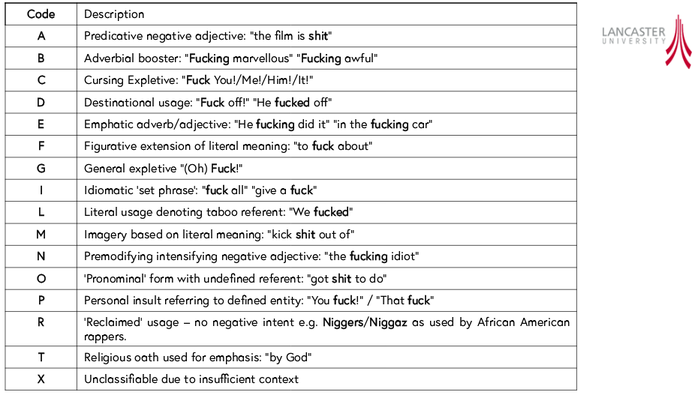 Code Description
A Predicative negative adjective: "the film is shit"
B Adverbial booster: "Fucking marvellous" "Fucking awful"
C Cursing Expletive: "Fuck You!/Me!/Him!/It!"
D Destinational usage: "Fuck off!" "He fucked off"
E Emphatic adverb/adjective: "He fucking did it" "in the fucking car"
F Figurative extension of literal meaning: "to fuck about"
G General expletive "(Oh) Fuck!"
I Idiomatic 'set phrase': "fuck all" "give a fuck"
L Literal usage denoting taboo referent: "We fucked"
M Imagery based on literal meaning: "kick shit out of"
N Premodifying intensifying negative adjective: "the fucking idiot"
O 'Pronominal' form with undefined referent: "got shit to do"
P Personal insult referring to defined entity: "You fuck!" / "That fuck"
R 'Reclaimed' usage – no negative intent e.g. Niggers/Niggaz as used by African American
rappers.
T Religious oath used for emphasis: "by God"
X Unclassifiable due to insufficient context
LANCASTER
UNIVERSITY